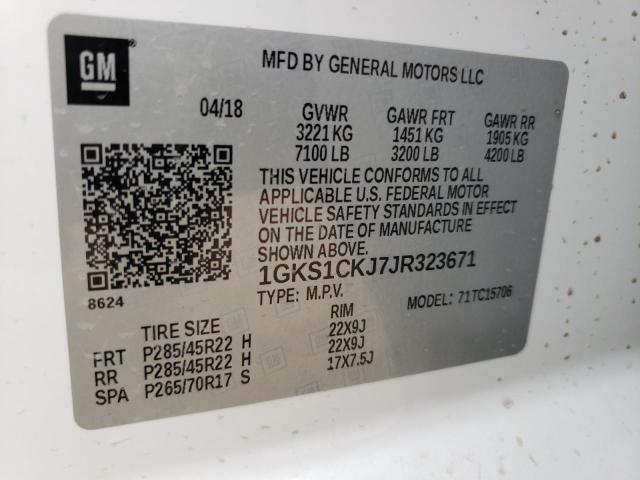 GM
MFD BY GENERAL MOTORS LLC
04/18 GVWR GAWR FRT GAWR RR
3221 KG 1451 KG 1905 KG
7100 LB 3200 LB 4200 LB
THIS VEHICLE CONFORMS TO ALL
APPLICABLE U.S. FEDERAL MOTOR
VEHICLE SAFETY STANDARDS IN EFFECT
ON THE DATE OF MANUFACTURE
SHOWN ABOVE.
1GKS1CKJ7JR323671
8624 TYPE: M.P.V. MODEL: 71TC15706
TIRE SIZE RIM
FRT P285/45R22 H 22X9J
RR P285/45R22 H 22X9J
SPA P265/70R17 S 17X7.5J